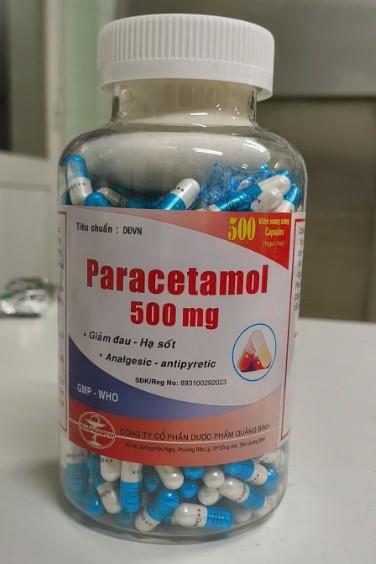 Tiêu chuẩn : DĐVN
500 Viên nang cứng
Capsules
Paracetamol
500 mg
• Giảm đau - Hạ sốt
• Analgesic - antipyretic
SĐK/Reg No: 893100292023
GMP - WHO
CÔNG TY CỔ PHẦN DƯỢC PHẨM QUẢNG BÌNH